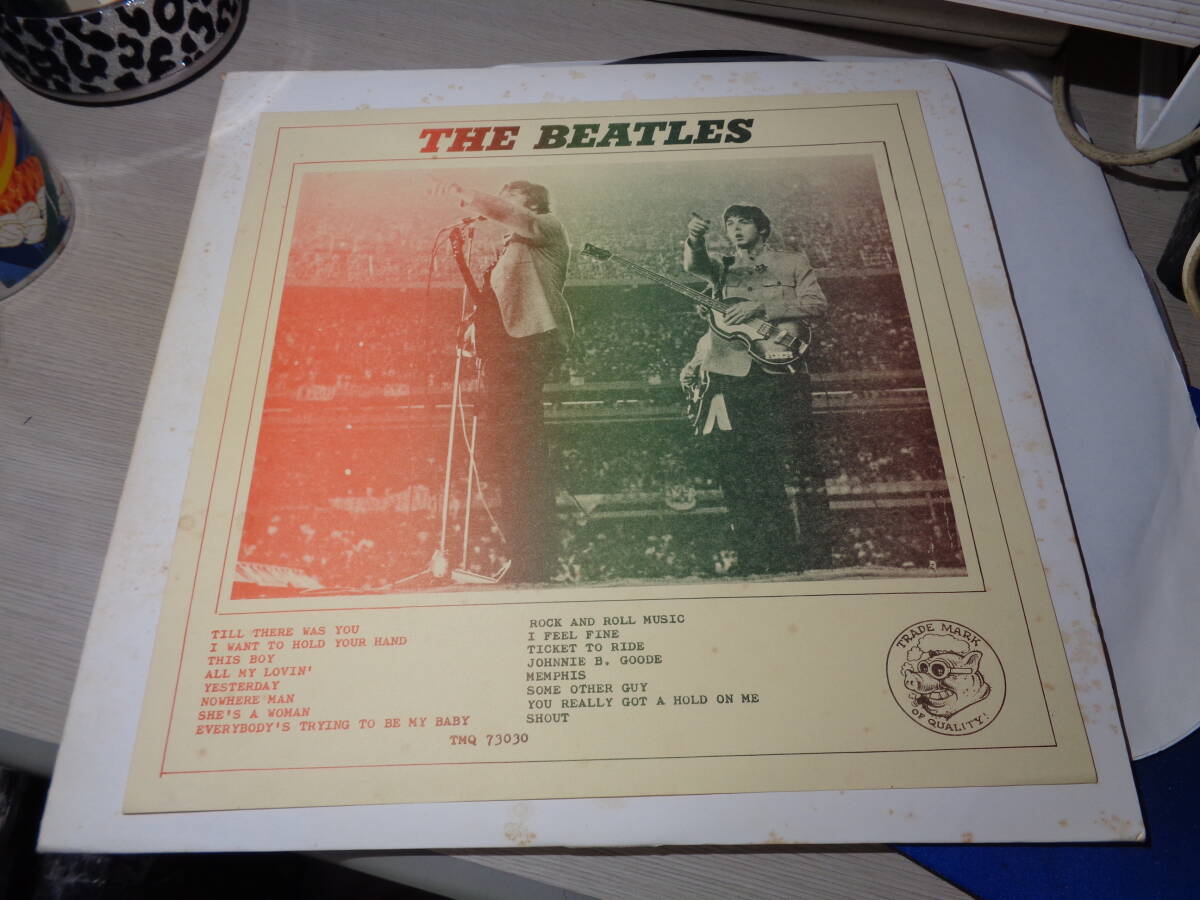 THE BEATLES
TILL THERE WAS YOU
I WANT TO HOLD YOUR HAND
THIS BOY
ALL MY LOVIN'
YESTERDAY
NOWHERE MAN
SHE'S A WOMAN
EVERYBODY'S TRYING TO BE MY BABY
ROCK AND ROLL MUSIC
I FEEL FINE
TICKET TO RIDE
JOHNNIE B. GOODE
MEMPHIS
SOME OTHER GUY
YOU REALLY GOT A HOLD ON ME
SHOUT
TMQ 73030
TRADE MARK
OF QUALITY!